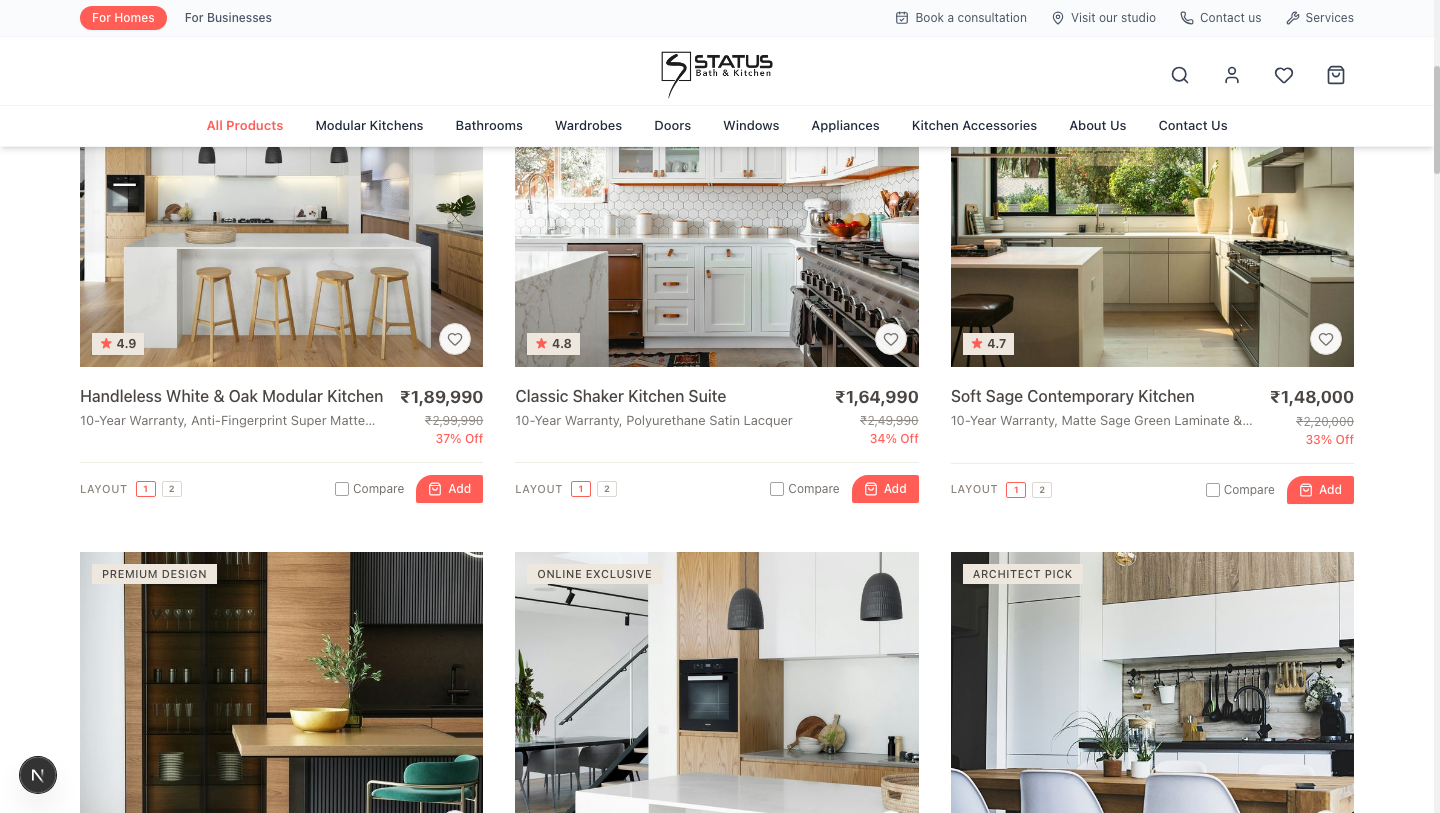 For Homes
For Businesses
Book a consultation
Visit our studio
Contact us
Services
STATUS
Bath & Kitchen
All Products
Modular Kitchens
Bathrooms
Wardrobes
Doors
Windows
Appliances
Kitchen Accessories
About Us
Contact Us
4.9
4.8
4.7
Handleless White & Oak Modular Kitchen
₹1,89,990
10-Year Warranty, Anti-Fingerprint Super Matte...
₹2,99,990
37% Off
LAYOUT
1
2
Compare
Add
Classic Shaker Kitchen Suite
₹1,64,990
10-Year Warranty, Polyurethane Satin Lacquer
₹2,49,990
34% Off
LAYOUT
1
2
Compare
Add
Soft Sage Contemporary Kitchen
₹1,48,000
10-Year Warranty, Matte Sage Green Laminate &...
₹2,20,000
33% Off
LAYOUT
1
2
Compare
Add
PREMIUM DESIGN
ONLINE EXCLUSIVE
ARCHITECT PICK
N